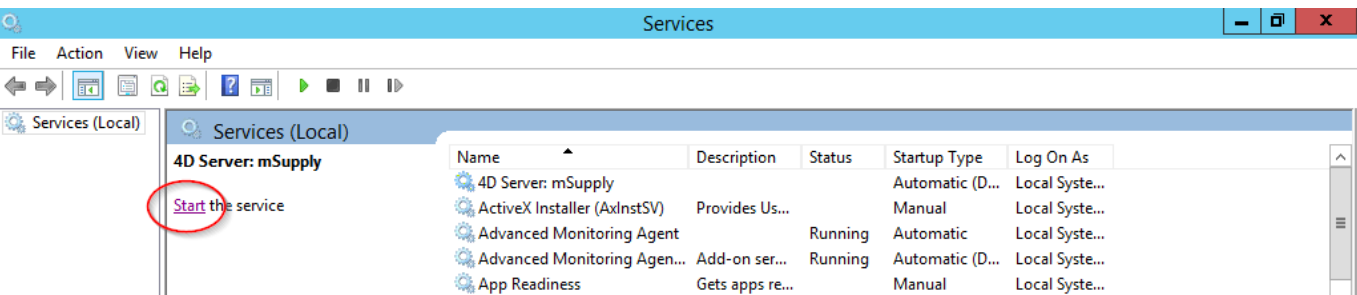 Services
File Action View Help
Services (Local)
Services (Local)
4D Server: mSupply
Start the service
Name Description Status Startup Type Log On As
4D Server: mSupply Automatic (D... Local Syste...
ActiveX Installer (AxInstSV) Provides Us... Manual Local Syste...
Advanced Monitoring Agent Running Automatic Local Syste...
Advanced Monitoring Agen... Add-on ser... Running Automatic (D... Local Syste...
App Readiness Gets apps re... Manual Local Syste...